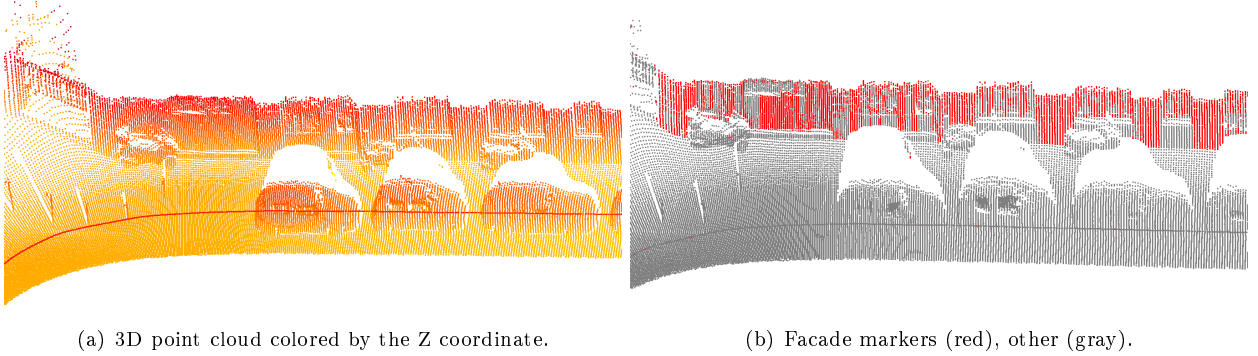 (a) 3D point cloud colored by the Z coordinate.
(b) Facade markers (red), other (gray).